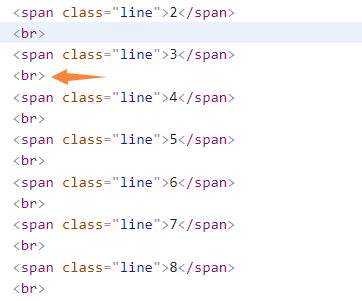 <span class="line">2</span>
<br>
<span class="line">3</span>
<br>
<span class="line">4</span>
<br>
<span class="line">5</span>
<br>
<span class="line">6</span>
<br>
<span class="line">7</span>
<br>
<span class="line">8</span>
<br>